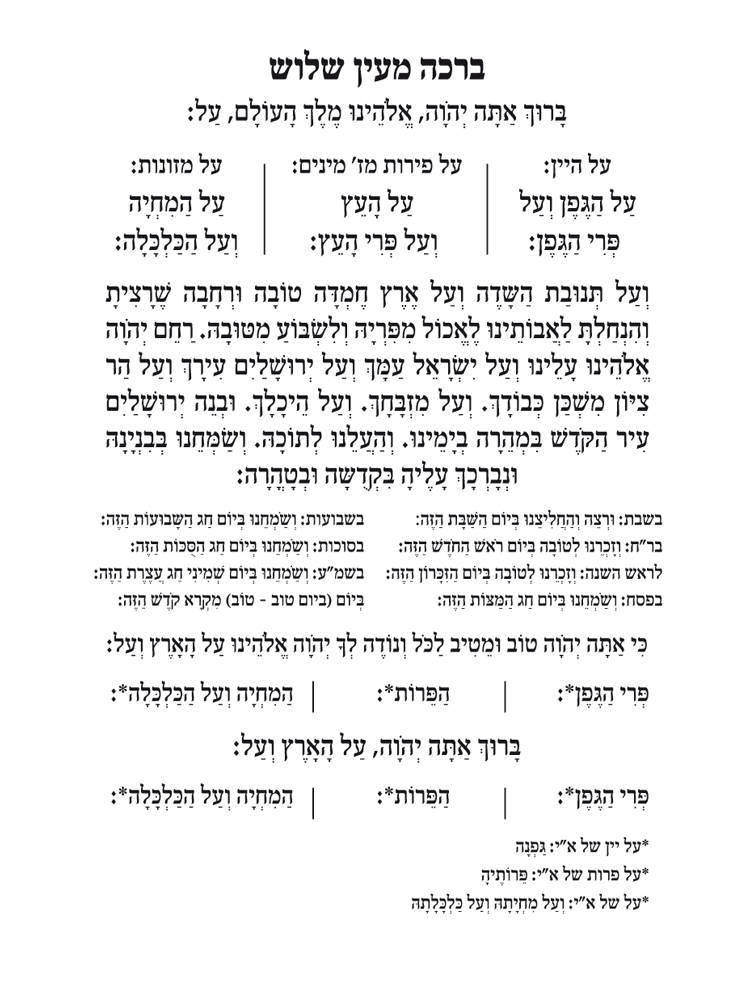 ברכה מעין שלוש
בָּרוּךְ אַתָּה יְהֹוָה, אֱלֹהֵינוּ מֶלֶךְ הָעוֹלָם, עַל:
על היין:
עַל הַגֶּפֶן וְעַל
פְּרִי הַגֶּפֶן:
על פירות מז' מינים:
עַל הָעֵץ
וְעַל פְּרִי הָעֵץ:
על מזונות:
עַל הַמִּחְיָה
וְעַל הַכַּלְכָּלָה:
וְעַל תְּנוּבַת הַשָּׂדֶה וְעַל אֶרֶץ חֶמְדָּה טוֹבָה וּרְחָבָה שֶׁרָצִיתָ
וְהִנְחַלְתָּ לַאֲבוֹתֵינוּ לֶאֱכוֹל מִפִּרְיָהּ וְלִשְׂבּוֹעַ מִטּוּבָהּ. רַחֵם יְהֹוָה
אֱלֹהֵינוּ עָלֵינוּ וְעַל יִשְׂרָאֵל עַמָּךְ וְעַל יְרוּשָׁלַיִם עִירָךְ וְעַל הַר
צִיּוֹן מִשְׁכַּן כְּבוֹדָךְ. וְעַל מִזְבָּחָךְ. וְעַל הֵיכָלָךְ. וּבְנֵה יְרוּשָׁלַיִם
עִיר הַקֹּדֶשׁ בִּמְהֵרָה בְיָמֵינוּ. וְהַעֲלֵנוּ לְתוֹכָהּ. וְשַׂמְּחֵנוּ בְּבִנְיָנָהּ
וּנְבָרְכָךְ עָלֶיהָ בִּקְדֻשָּׁה וּבְטָהֳרָה:
בשבת: וּרְצֵה וְהַחֲלִיצֵנוּ בְּיוֹם הַשַּׁבָּת הַזֶּה:
בר"ח: וְזָכְרֵנוּ לְטוֹבָה בְּיוֹם רֹאשׁ הַחֹדֶשׁ הַזֶּה:
לראש השנה: וְזָכְרֵנוּ לְטוֹבָה בְּיוֹם הַזִּכָּרוֹן הַזֶּה:
בפסח: וְשַׂמְּחֵנוּ בְּיוֹם חַג הַמַּצּוֹת הַזֶּה:
בשבועות: וְשַׂמְּחֵנוּ בְּיוֹם חַג הַשָּׁבוּעוֹת הַזֶּה:
בסוכות: וְשַׂמְּחֵנוּ בְּיוֹם חַג הַסֻּכּוֹת הַזֶּה:
בשמ"ע: וְשַׂמְּחֵנוּ בְּיוֹם שְׁמִינִי חַג עֲצֶרֶת הַזֶּה:
בְּיוֹם (ביום טוב - טוֹב) מִקְרָא קֹדֶשׁ הַזֶּה:
כִּי אַתָּה יְהֹוָה טוֹב וּמֵטִיב לַכֹּל וְנוֹדֶה לְּךָ יְהֹוָה אֱלֹהֵינוּ עַל הָאָרֶץ וְעַל:
פְּרִי הַגֶּפֶן*: | הַפֵּרוֹת*: | הַמִּחְיָה וְעַל הַכַּלְכָּלָה*:
בָּרוּךְ אַתָּה יְהֹוָה, עַל הָאָרֶץ וְעַל:
פְּרִי הַגֶּפֶן*: | הַפֵּרוֹת*: | הַמִּחְיָה וְעַל הַכַּלְכָּלָה*:
*על יין של א"י: גַּפְנָהּ
*על פרות של א"י: פֵּרוֹתֶיהָ
*על של א"י: וְעַל מִחְיָתָהּ וְעַל כַּלְכָּלָתָהּ